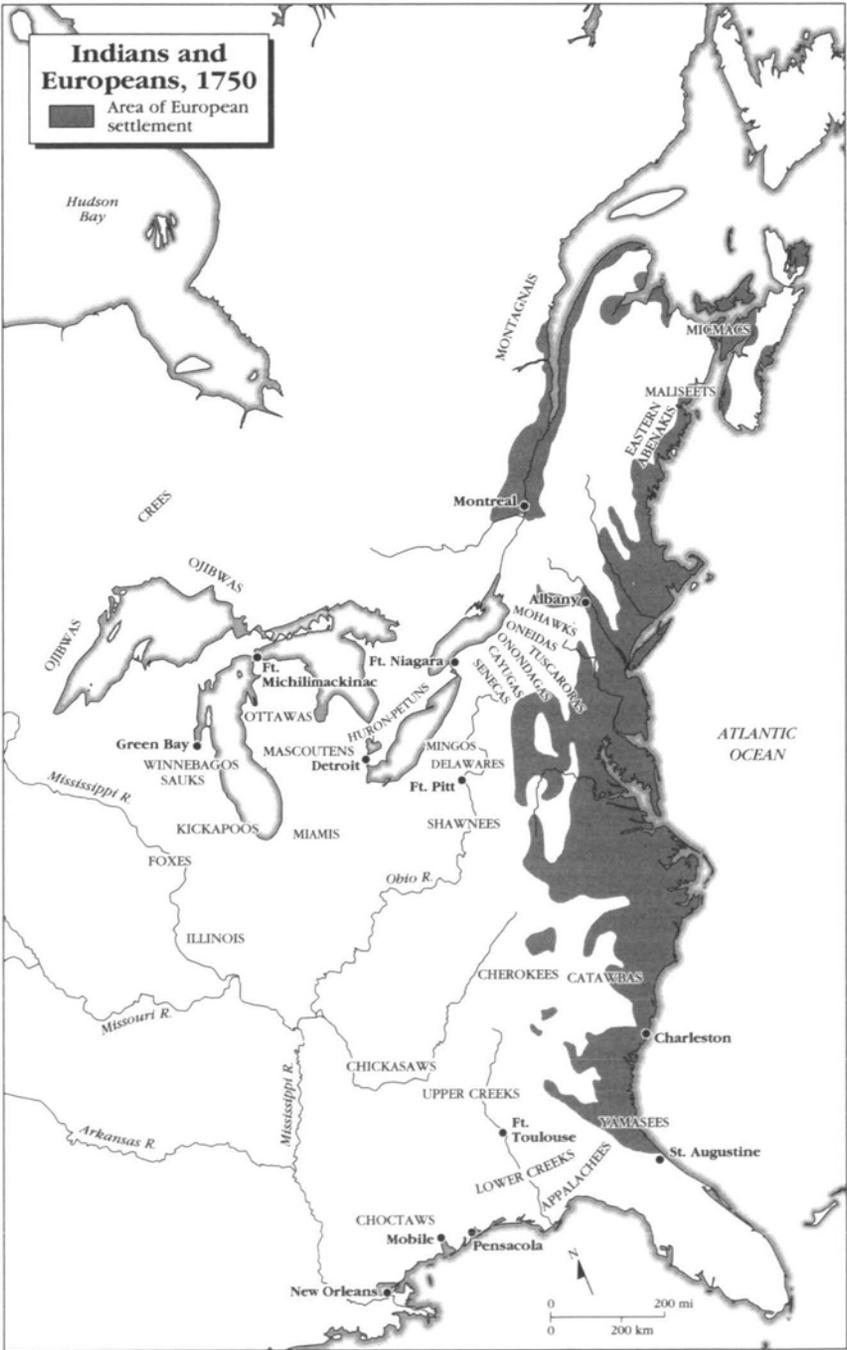 Indians and
Europeans, 1750
Area of European
settlement
Hudson
Bay
MONTAGNAIS
MICMACS
MALISEETS
EASTERN
ABENAKIS
Montreal
CREES
OJIBWAS
OJIBWAS
Albany
MOHAWKS
ONEIDAS
TUSCARORAS
ONONDAGAS
CAYUGAS
SENECAS
Ft. Niagara
Ft.
Michilimackinac
OTTAWAS
HURON-PETUNS
Green Bay
WINNEBAGOS
SAUKS
MASCOUTENS
Detroit
MINGOS
DELAWARES
Ft. Pitt
ATLANTIC
OCEAN
Mississippi R.
KICKAPOOS
MIAMIS
SHAWNEES
FOXES
Ohio R.
ILLINOIS
CHEROKEES
CATAWBAS
Missouri R.
Charleston
Mississippi R.
CHICKASAWS
UPPER CREEKS
Ft.
Toulouse
YAMASEES
Arkansas R.
St. Augustine
LOWER CREEKS
APPALACHEES
CHOCTAWS
Mobile
Pensacola
New Orleans
N
0 200 mi
0 200 km